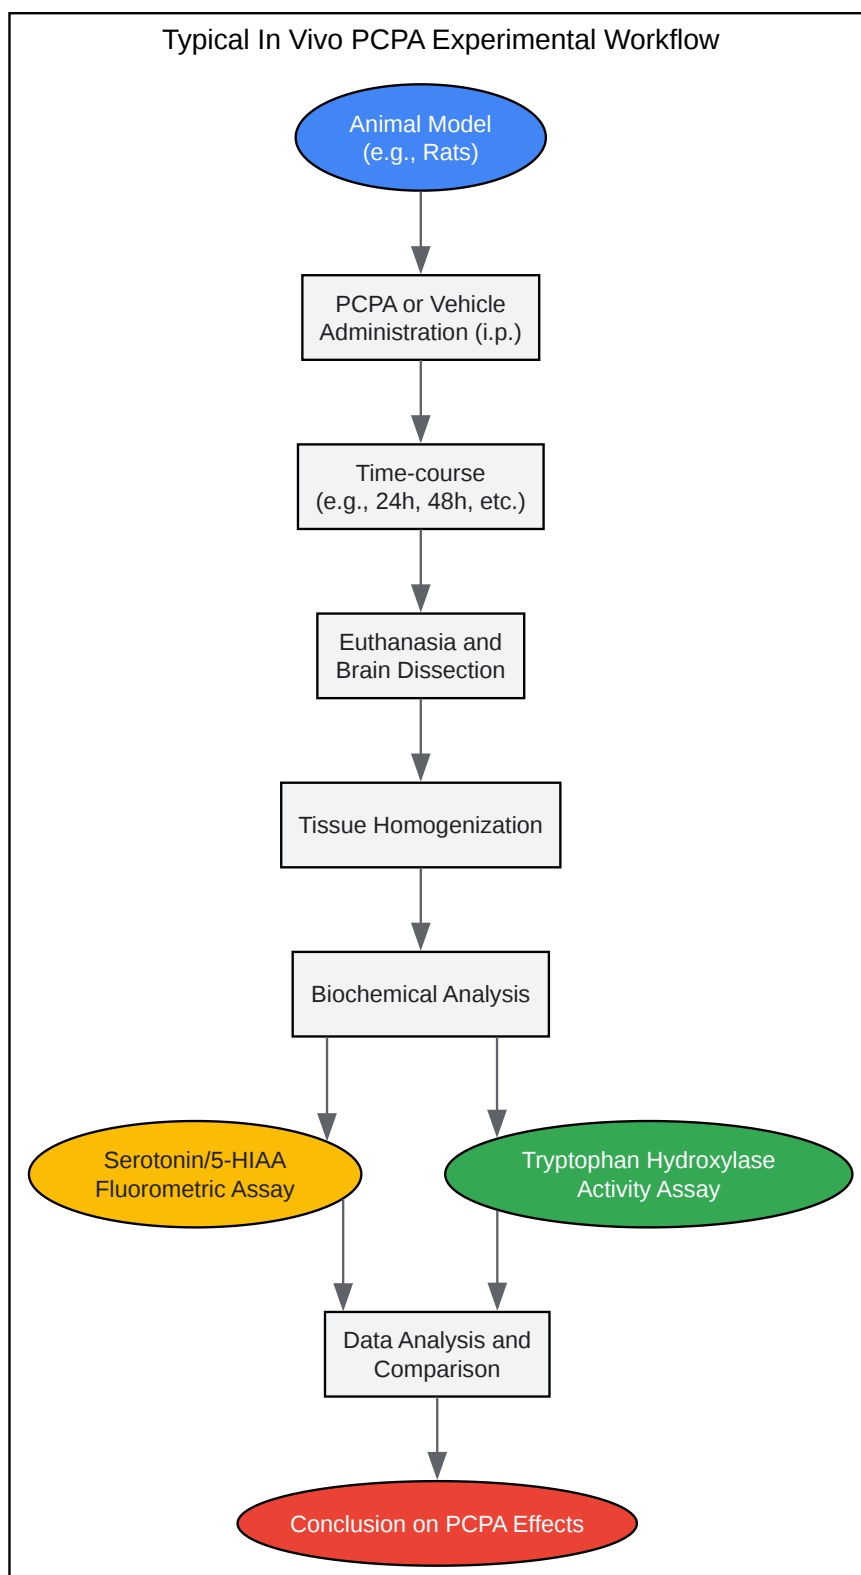 Typical In Vivo PCPA Experimental Workflow
Animal Model
(e.g., Rats)
PCPA or Vehicle
Administration (i.p.)
Time-course
(e.g., 24h, 48h, etc.)
Euthanasia and
Brain Dissection
Tissue Homogenization
Biochemical Analysis
Serotonin/5-HIAA
Fluorometric Assay
Tryptophan Hydroxylase
Activity Assay
Data Analysis and
Comparison
Conclusion on PCPA Effects